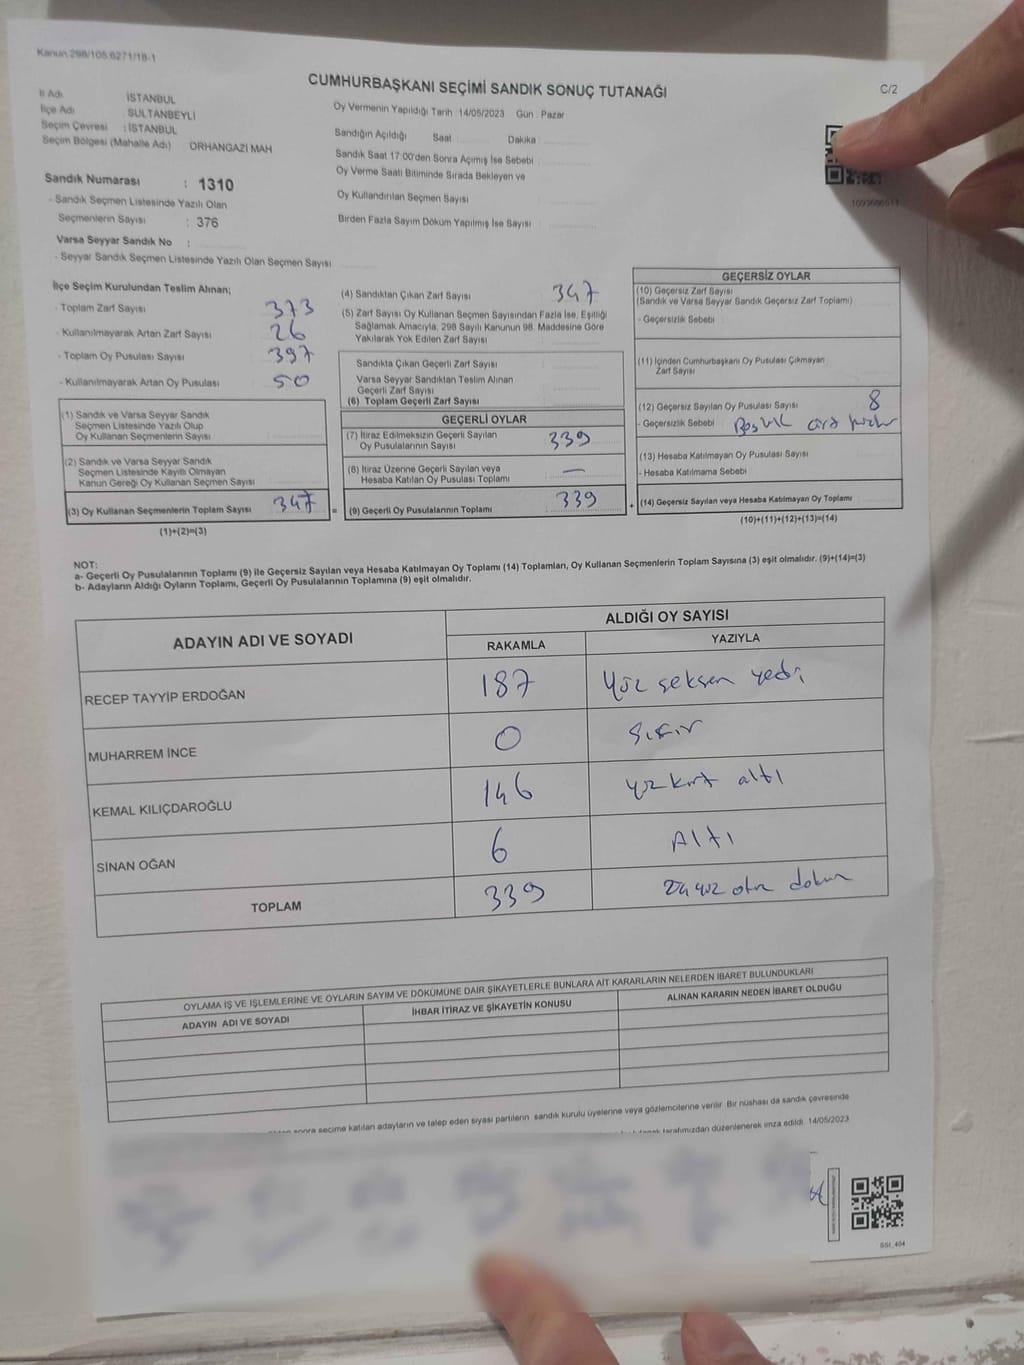 Kanun:298/105:6271/18-1
CUMHURBAŞKANI SEÇİMİ SANDIK SONUÇ TUTANAĞI
C/2
İl Adı İSTANBUL
İlçe Adı SULTANBEYLİ
Seçim Çevresi : İSTANBUL
Seçim Bölgesi (Mahalle Adı) ORHANGAZİ MAH
Sandık Numarası : 1310
- Sandık Seçmen Listesinde Yazılı Olan
Seçmenlerin Sayısı : 376
Varsa Seyyar Sandık No :
- Seyyar Sandık Seçmen Listesinde Yazılı Olan Seçmen Sayısı
Oy Vermenin Yapıldığı Tarih : 14/05/2023 Gün : Pazar
Sandığın Açıldığı Saat Dakika
Sandık Saat 17:00'den Sonra Açımış İse Sebebi
Oy Verme Saati Bitiminde Sırada Bekleyen ve
Oy Kullandırılan Seçmen Sayısı
Birden Fazla Sayım Döküm Yapılmış İse Sayısı
İlçe Seçim Kurulundan Teslim Alınan;
- Toplam Zarf Sayısı 373
- Kullanılmayarak Artan Zarf Sayısı 26
- Toplam Oy Pusulası Sayısı 397
- Kullanılmayarak Artan Oy Pusulası 50
(1) Sandık ve Varsa Seyyar Sandık
Seçmen Listesinde Yazılı Olup
Oy Kullanan Seçmenlerin Sayısı
(2) Sandık ve Varsa Seyyar Sandık
Seçmen Listesinde Kayıtlı Olmayan
Kanun Gereği Oy Kullanan Seçmen Sayısı
(3) Oy Kullanan Seçmenlerin Toplam Sayısı 347
(1)+(2)=(3)
(4) Sandıktan Çıkan Zarf Sayısı 347
(5) Zarf Sayısı Oy Kullanan Seçmen Sayısından Fazla İse, Eşitliği
Sağlamak Amacıyla, 298 Sayılı Kanunun 98. Maddesine Göre
Yakılarak Yok Edilen Zarf Sayısı
Sandıkta Çıkan Geçerli Zarf Sayısı
Varsa Seyyar Sandıktan Teslim Alınan
Geçerli Zarf Sayısı
(6) Toplam Geçerli Zarf Sayısı
GEÇERLİ OYLAR
(7) İtiraz Edilmeksizin Geçerli Sayılan
Oy Pusulalarının Sayısı 339
(8) İtiraz Üzerine Geçerli Sayılan veya
Hesaba Katılan Oy Pusulası Toplamı —
= (9) Geçerli Oy Pusulalarının Toplamı 339
GEÇERSİZ OYLAR
(10) Geçersiz Zarf Sayısı
(Sandık ve Varsa Seyyar Sandık Geçersiz Zarf Toplamı)
- Geçersizlik Sebebi
(11) İçinden Cumhurbaşkanı Oy Pusulası Çıkmayan
Zarf Sayısı
(12) Geçersiz Sayılan Oy Pusulası Sayısı 8
- Geçersizlik Sebebi
(13) Hesaba Katılmayan Oy Pusulası Sayısı
- Hesaba Katılmama Sebebi
+ (14) Geçersiz Sayılan veya Hesaba Katılmayan Oy Toplamı
(10)+(11)+(12)+(13)=(14)
NOT:
a- Geçerli Oy Pusulalarının Toplamı (9) ile Geçersiz Sayılan veya Hesaba Katılmayan Oy Toplamı (14) Toplamları, Oy Kullanan Seçmenlerin Toplam Sayısına (3) eşit olmalıdır. (9)+(14)=(3)
b- Adayların Aldığı Oyların Toplamı, Geçerli Oy Pusulalarının Toplamına (9) eşit olmalıdır.
ADAYIN ADI VE SOYADI
ALDIĞI OY SAYISI
RAKAMLA YAZIYLA
RECEP TAYYİP ERDOĞAN 187 Yüz seksen yedi
MUHARREM İNCE 0 Sıfır
KEMAL KILIÇDAROĞLU 146 yüz kırk altı
SİNAN OĞAN 6 Altı
TOPLAM 339 üç yüz otuz dokuz
OYLAMA İŞ VE İŞLEMLERİNE VE OYLARIN SAYIM VE DÖKÜMÜNE DAİR ŞİKAYETLERLE BUNLARA AİT KARARLARIN NELERDEN İBARET BULUNDUKLARI
ADAYIN ADI VE SOYADI İHBAR İTİRAZ VE ŞİKAYETİN KONUSU ALINAN KARARIN NEDEN İBARET OLDUĞU
sonra seçime katılan adayların ve talep eden siyasi partilerin sandık kurulu üyelerine veya gözlemcilerine verilir. Bir nüshası da sandık çevresinde
tarafımızdan düzenlenerek imza edildi. 14/05/2023